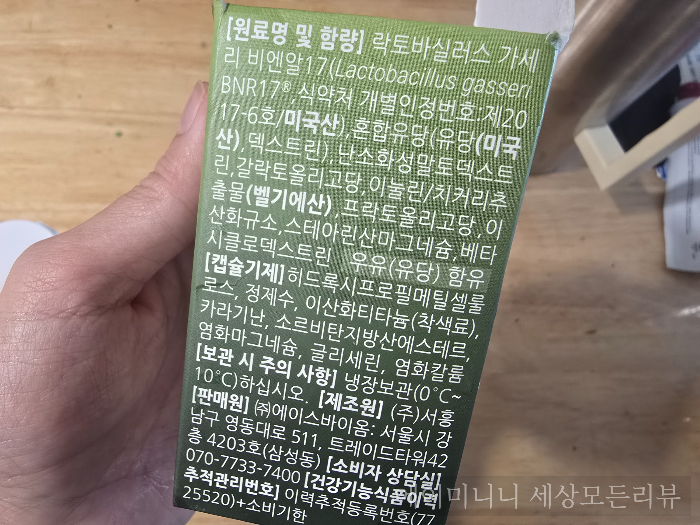 [원료명 및 함량] 락토바실러스 가세
리 비엔알17(Lactobacillus gasseri
BNR17® 식약처 개별인정번호:제20
17-6호/미국산), 혼합유당(유당(미국
산),덱스트린), 난소화성말토덱스트
린, 갈락토올리고당, 이눌린/치커리추
출물(벨기에산), 프락토올리고당, 이
산화규소, 스테아린산마그네슘, 베타
시클로덱스트린 우유(유당) 함유
[캡슐기제] 히드록시프로필메틸셀룰
로스, 정제수, 이산화티타늄(착색료),
카라기난, 소르비탄지방산에스테르,
염화마그네슘, 글리세린, 염화칼륨
[보관 시 주의 사항] 냉장보관(0℃~
10℃)하십시오. [제조원] (주)서흥
[판매원] ㈜에이스바이옴: 서울시 강
남구 영동대로 511, 트레이드타워42
층 4203호(삼성동) [소비자 상담실]
070-7733-7400 [건강기능식품이력
추적관리번호] 이력추적등록번호(77
25520)+소비기한
미니니 세상모든리뷰